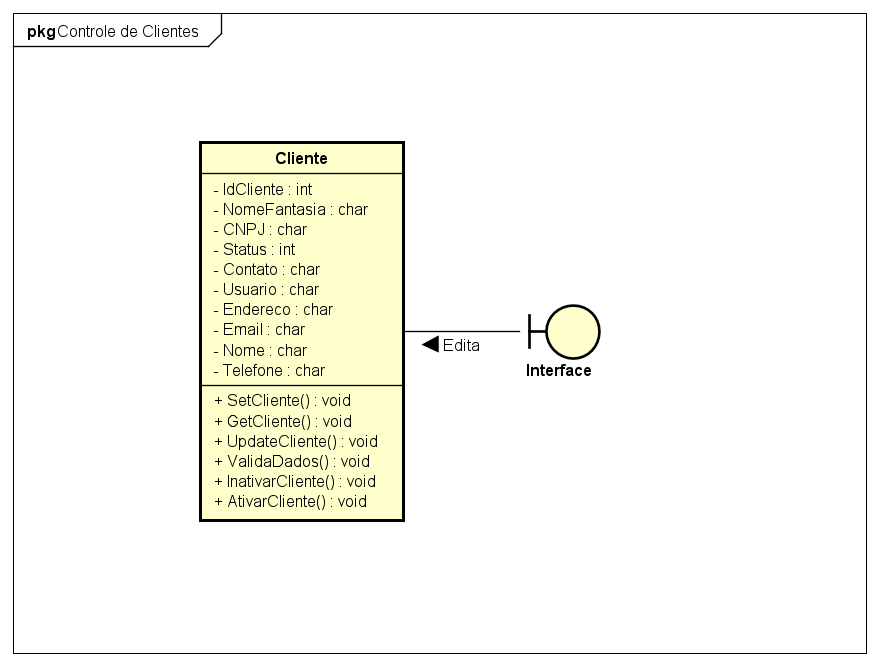 pkg Controle de Clientes
Cliente
- IdCliente : int
- NomeFantasia : char
- CNPJ : char
- Status : int
- Contato : char
- Usuario : char
- Endereco : char
- Email : char
- Nome : char
- Telefone : char
+ SetCliente() : void
+ GetCliente() : void
+ UpdateCliente() : void
+ ValidaDados() : void
+ InativarCliente() : void
+ AtivarCliente() : void
Edita
Interface